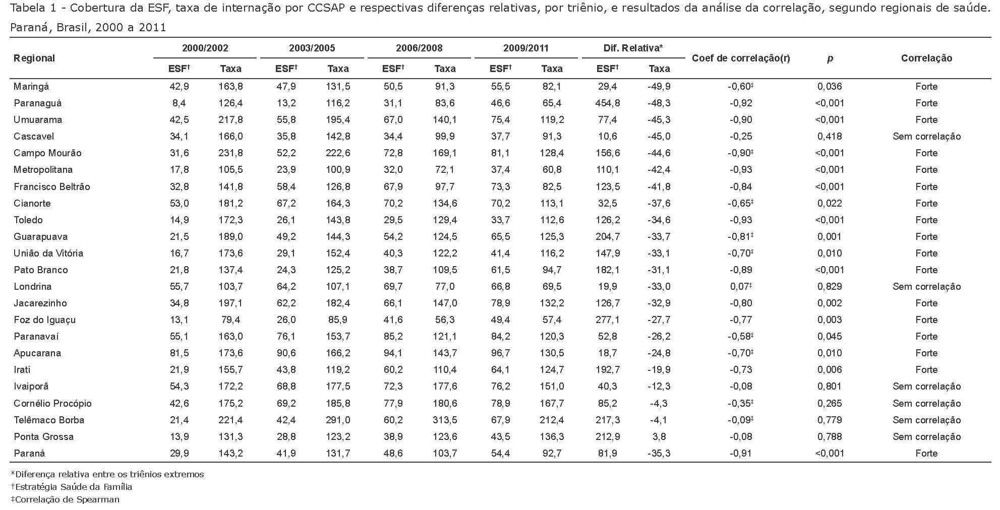 Tabela 1 - Cobertura da ESF, taxa de internação por CCSAP e respectivas diferenças relativas, por triênio, e resultados da análise da correlação, segundo regionais de saúde.
Paraná, Brasil, 2000 a 2011
Regional 2000/2002 2003/2005 2006/2008 2009/2011 Dif. Relativa* Coef de correlação(r) p Correlação
ESF† Taxa ESF† Taxa ESF† Taxa ESF† Taxa ESF† Taxa
Maringá 42,9 163,8 47,9 131,5 50,5 91,3 55,5 82,1 29,4 -49,9 -0,60‡ 0,036 Forte
Paranaguá 8,4 126,4 13,2 116,2 31,1 83,6 46,6 65,4 454,8 -48,3 -0,92 <0,001 Forte
Umuarama 42,5 217,8 55,8 195,4 67,0 140,1 75,4 119,2 77,4 -45,3 -0,90 <0,001 Forte
Cascavel 34,1 166,0 35,8 142,8 34,4 99,9 37,7 91,3 10,6 -45,0 -0,25 0,418 Sem correlação
Campo Mourão 31,6 231,8 52,2 222,6 72,8 169,1 81,1 128,4 156,6 -44,6 -0,90‡ <0,001 Forte
Metropolitana 17,8 105,5 23,9 100,9 32,0 72,1 37,4 60,8 110,1 -42,4 -0,93 <0,001 Forte
Francisco Beltrão 32,8 141,8 58,4 126,8 67,9 97,7 73,3 82,5 123,5 -41,8 -0,84 <0,001 Forte
Cianorte 53,0 181,2 67,2 164,3 70,2 134,6 70,2 113,1 32,5 -37,6 -0,65‡ 0,022 Forte
Toledo 14,9 172,3 26,1 143,8 29,5 129,4 33,7 112,6 126,2 -34,6 -0,93 <0,001 Forte
Guarapuava 21,5 189,0 49,2 144,3 54,2 124,5 65,5 125,3 204,7 -33,7 -0,81‡ 0,001 Forte
União da Vitória 16,7 173,6 29,1 152,4 40,3 122,2 41,4 116,2 147,9 -33,1 -0,70‡ 0,010 Forte
Pato Branco 21,8 137,4 24,3 125,2 38,7 109,5 61,5 94,7 182,1 -31,1 -0,89 <0,001 Forte
Londrina 55,7 103,7 64,2 107,1 69,7 77,0 66,8 69,5 19,9 -33,0 0,07‡ 0,829 Sem correlação
Jacarezinho 34,8 197,1 62,2 182,4 66,1 147,0 78,9 132,2 126,7 -32,9 -0,80 0,002 Forte
Foz do Iguaçu 13,1 79,4 26,0 85,9 41,6 56,3 49,4 57,4 277,1 -27,7 -0,77 0,003 Forte
Paranavaí 55,1 163,0 76,1 153,7 85,2 121,1 84,2 120,3 52,8 -26,2 -0,58‡ 0,045 Forte
Apucarana 81,5 173,6 90,6 166,2 94,1 143,7 96,7 130,5 18,7 -24,8 -0,70‡ 0,010 Forte
Irati 21,9 155,7 43,8 119,2 60,2 110,4 64,1 124,7 192,7 -19,9 -0,73 0,006 Forte
Ivaiporã 54,3 172,2 68,8 177,5 72,3 177,6 76,2 151,0 40,3 -12,3 -0,08 0,801 Sem correlação
Cornélio Procópio 42,6 175,2 69,2 185,8 77,9 180,6 78,9 167,7 85,2 -4,3 -0,35‡ 0,265 Sem correlação
Telêmaco Borba 21,4 221,4 42,4 291,0 60,2 313,5 67,9 212,4 217,3 -4,1 -0,09‡ 0,779 Sem correlação
Ponta Grossa 13,9 131,3 28,8 123,2 38,9 123,6 43,5 136,3 212,9 3,8 -0,08 0,788 Sem correlação
Paraná 29,9 143,2 41,9 131,7 48,6 103,7 54,4 92,7 81,9 -35,3 -0,91 <0,001 Forte
*Diferença relativa entre os triênios extremos
†Estratégia Saúde da Família
‡Correlação de Spearman